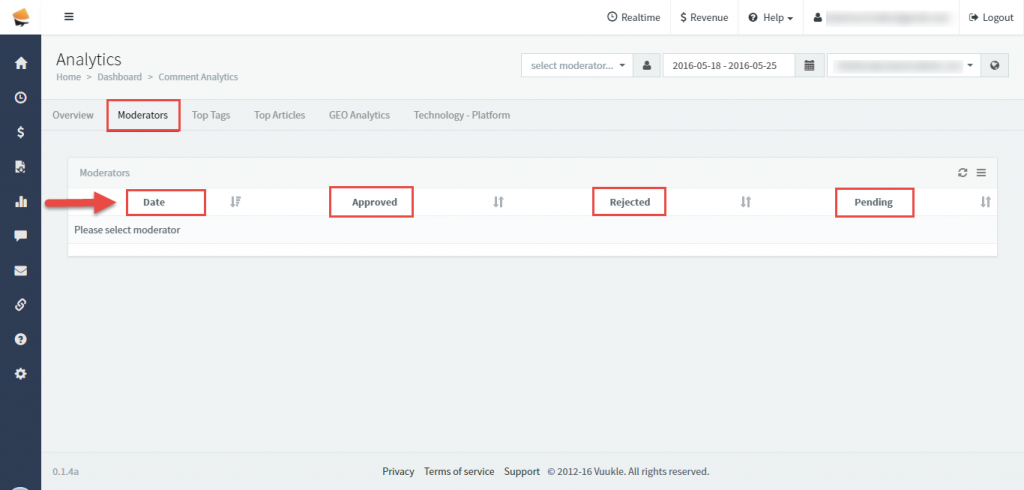 Realtime $ Revenue Help Logout
Analytics
Home > Dashboard > Comment Analytics
select moderator... 2016-05-18 - 2016-05-25
Overview Moderators Top Tags Top Articles GEO Analytics Technology - Platform
Moderators
Date Approved Rejected Pending
Please select moderator
0.1.4a Privacy Terms of service Support © 2012-16 Vuukle. All rights reserved.